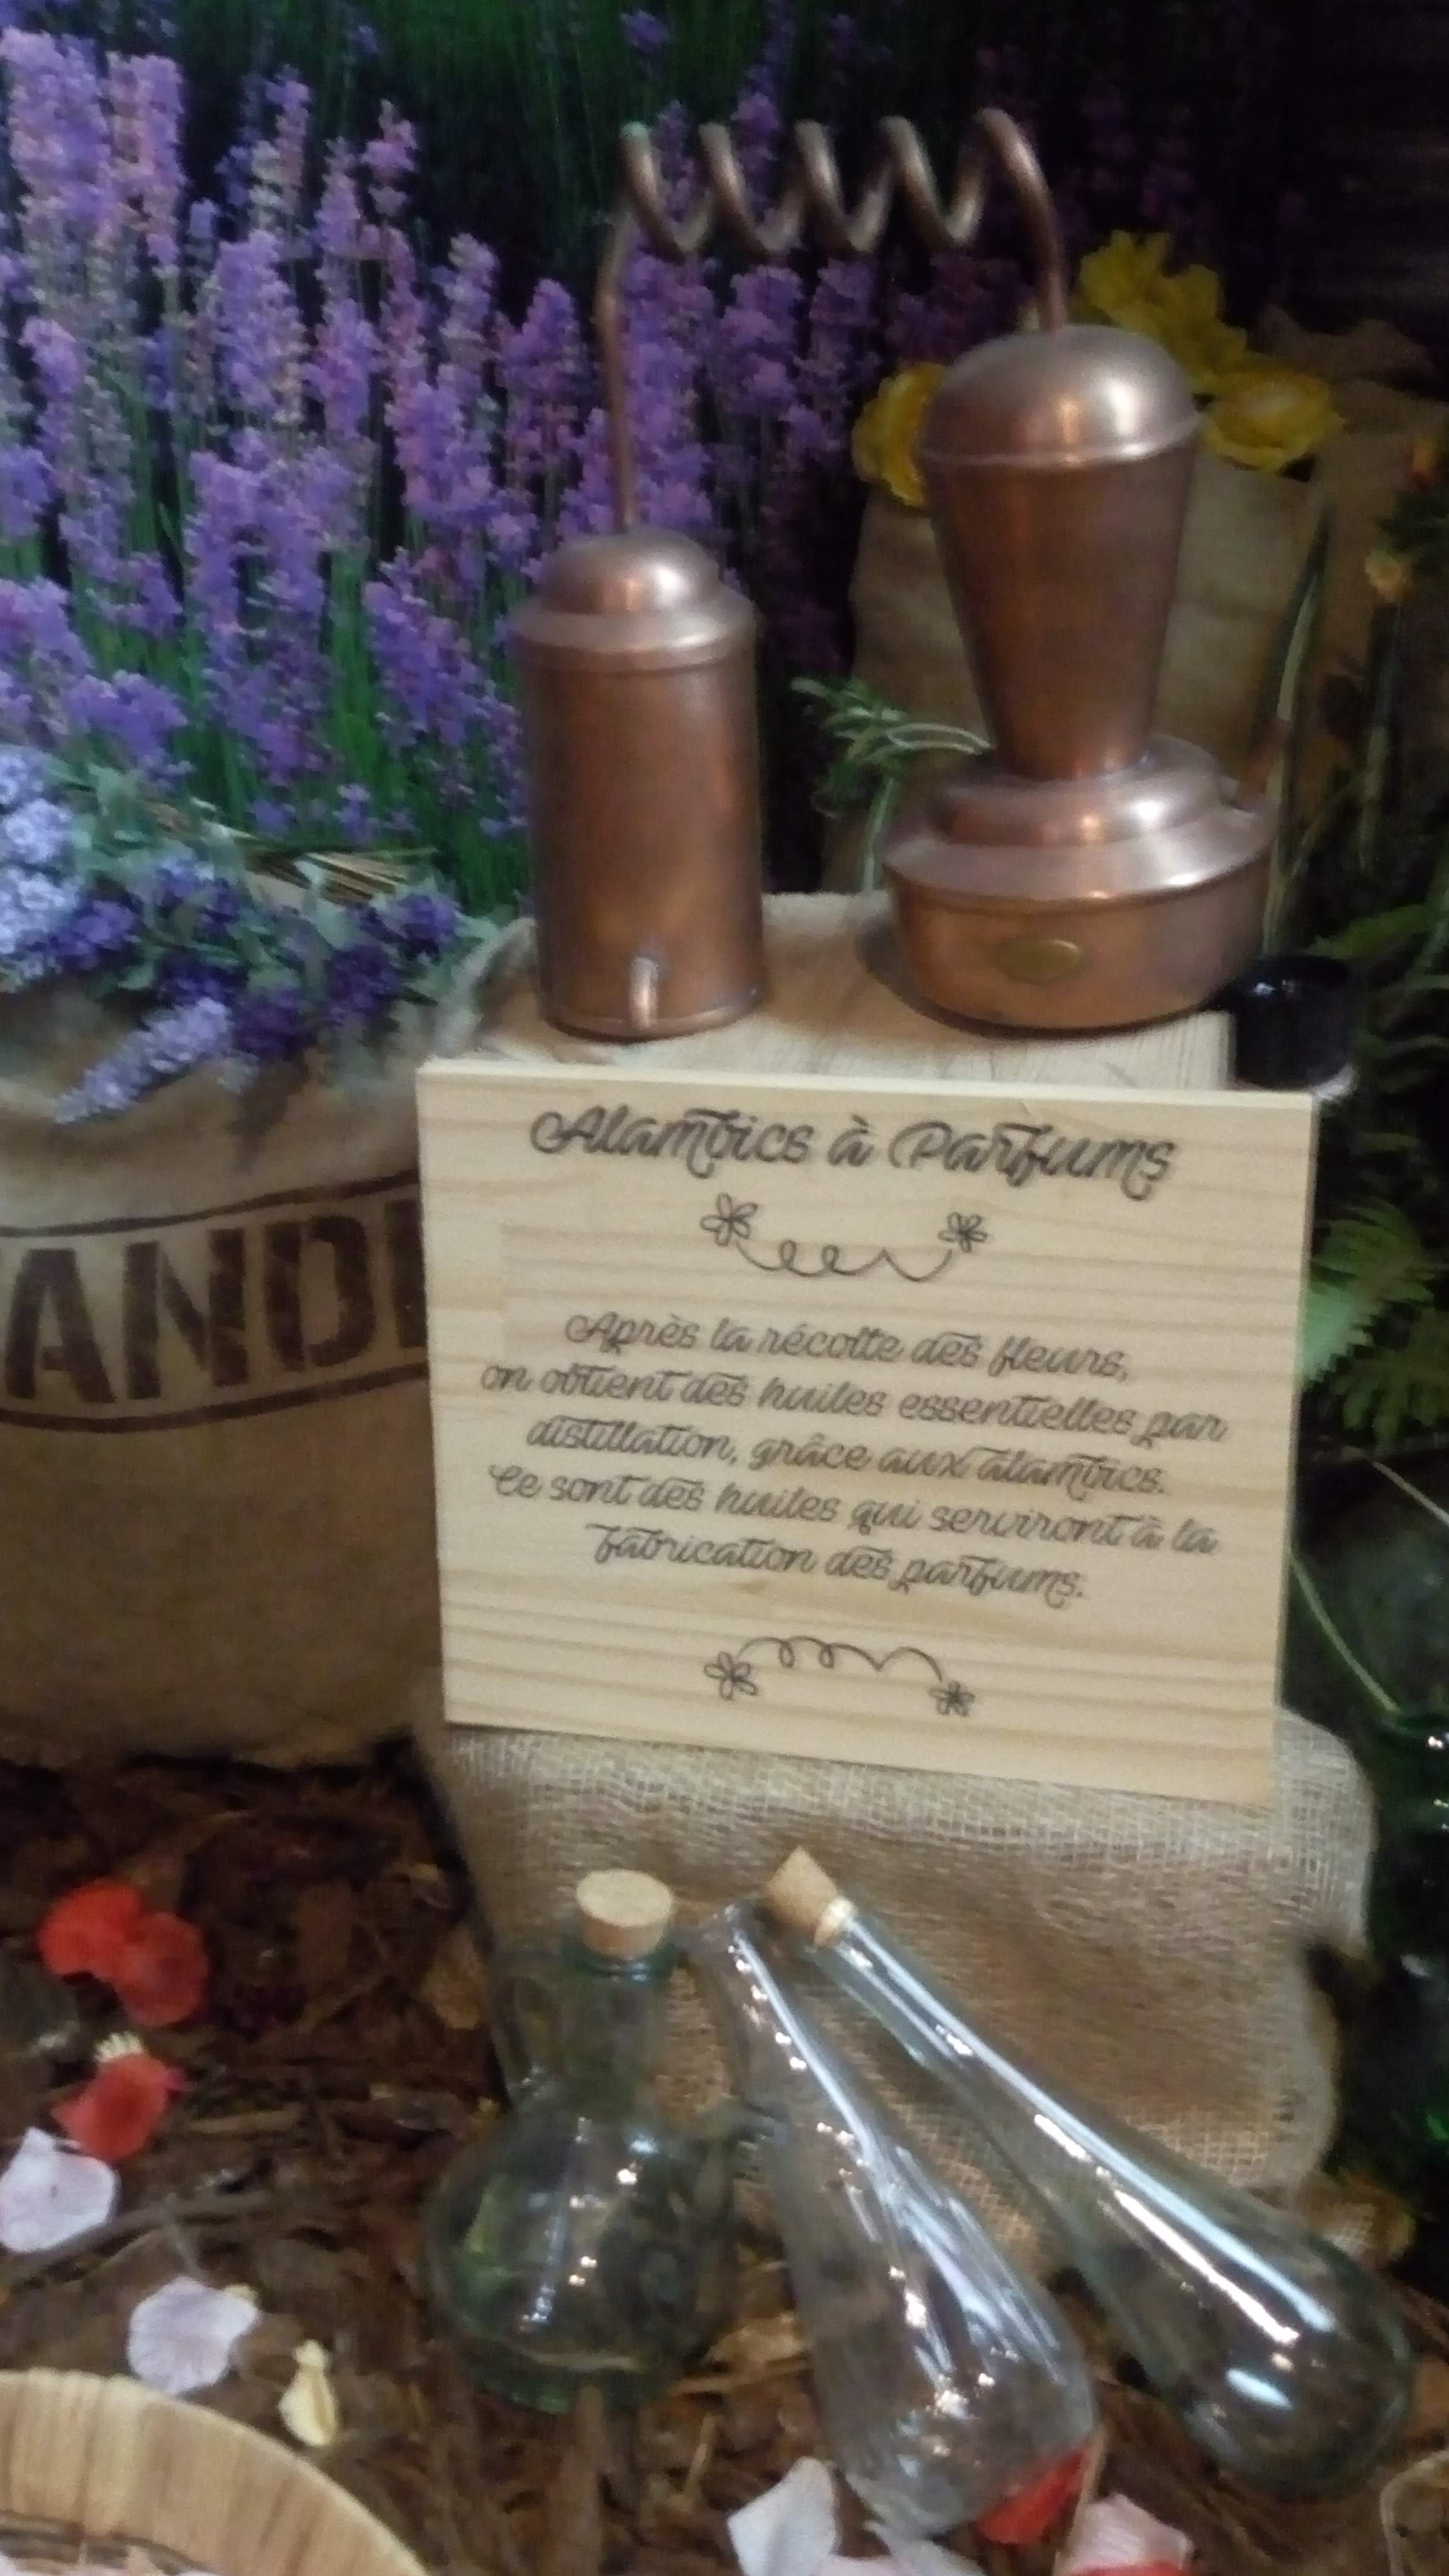 Alambics à Parfums
Après la récolte des fleurs,
on obtient des huiles essentielles par
distillation, grâce aux alambics.
Ce sont des huiles qui serviront à la
fabrication des parfums.
ANDE